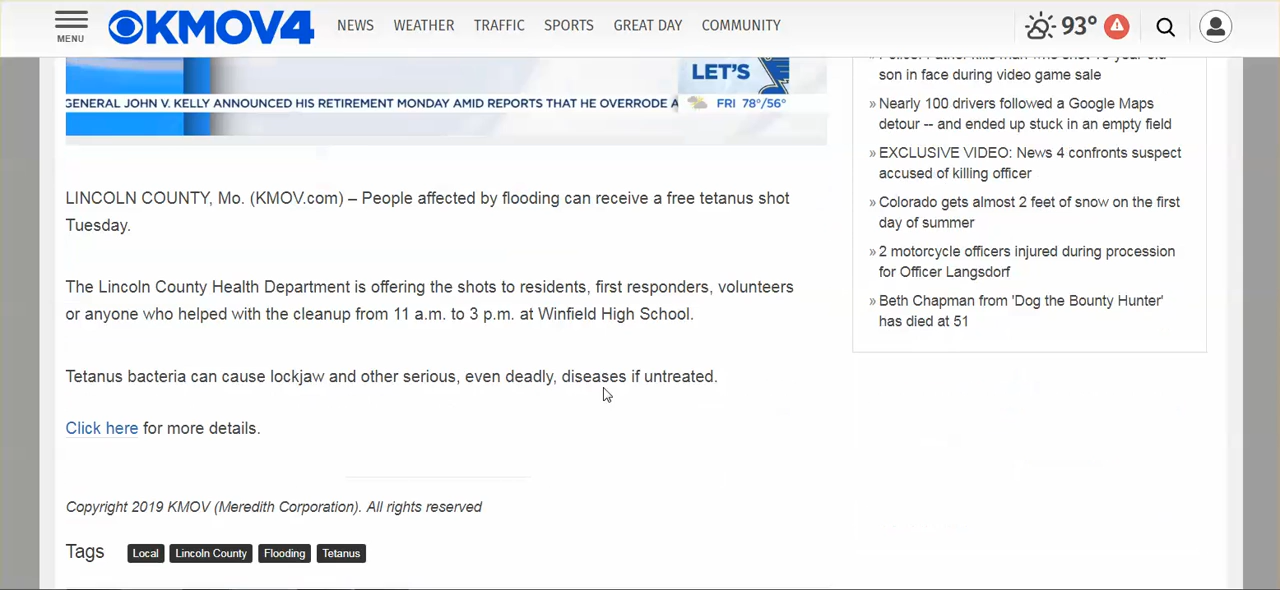 MENU
KMOV4
NEWS WEATHER TRAFFIC SPORTS GREAT DAY COMMUNITY
93°
LET'S
GENERAL JOHN V. KELLY ANNOUNCED HIS RETIREMENT MONDAY AMID REPORTS THAT HE OVERRODE A
FRI 78°/56°
LINCOLN COUNTY, Mo. (KMOV.com) – People affected by flooding can receive a free tetanus shot
Tuesday.
The Lincoln County Health Department is offering the shots to residents, first responders, volunteers
or anyone who helped with the cleanup from 11 a.m. to 3 p.m. at Winfield High School.
Tetanus bacteria can cause lockjaw and other serious, even deadly, diseases if untreated.
Click here for more details.
Copyright 2019 KMOV (Meredith Corporation). All rights reserved
Tags Local Lincoln County Flooding Tetanus
son in face during video game sale
» Nearly 100 drivers followed a Google Maps
detour -- and ended up stuck in an empty field
» EXCLUSIVE VIDEO: News 4 confronts suspect
accused of killing officer
» Colorado gets almost 2 feet of snow on the first
day of summer
» 2 motorcycle officers injured during procession
for Officer Langsdorf
» Beth Chapman from 'Dog the Bounty Hunter'
has died at 51